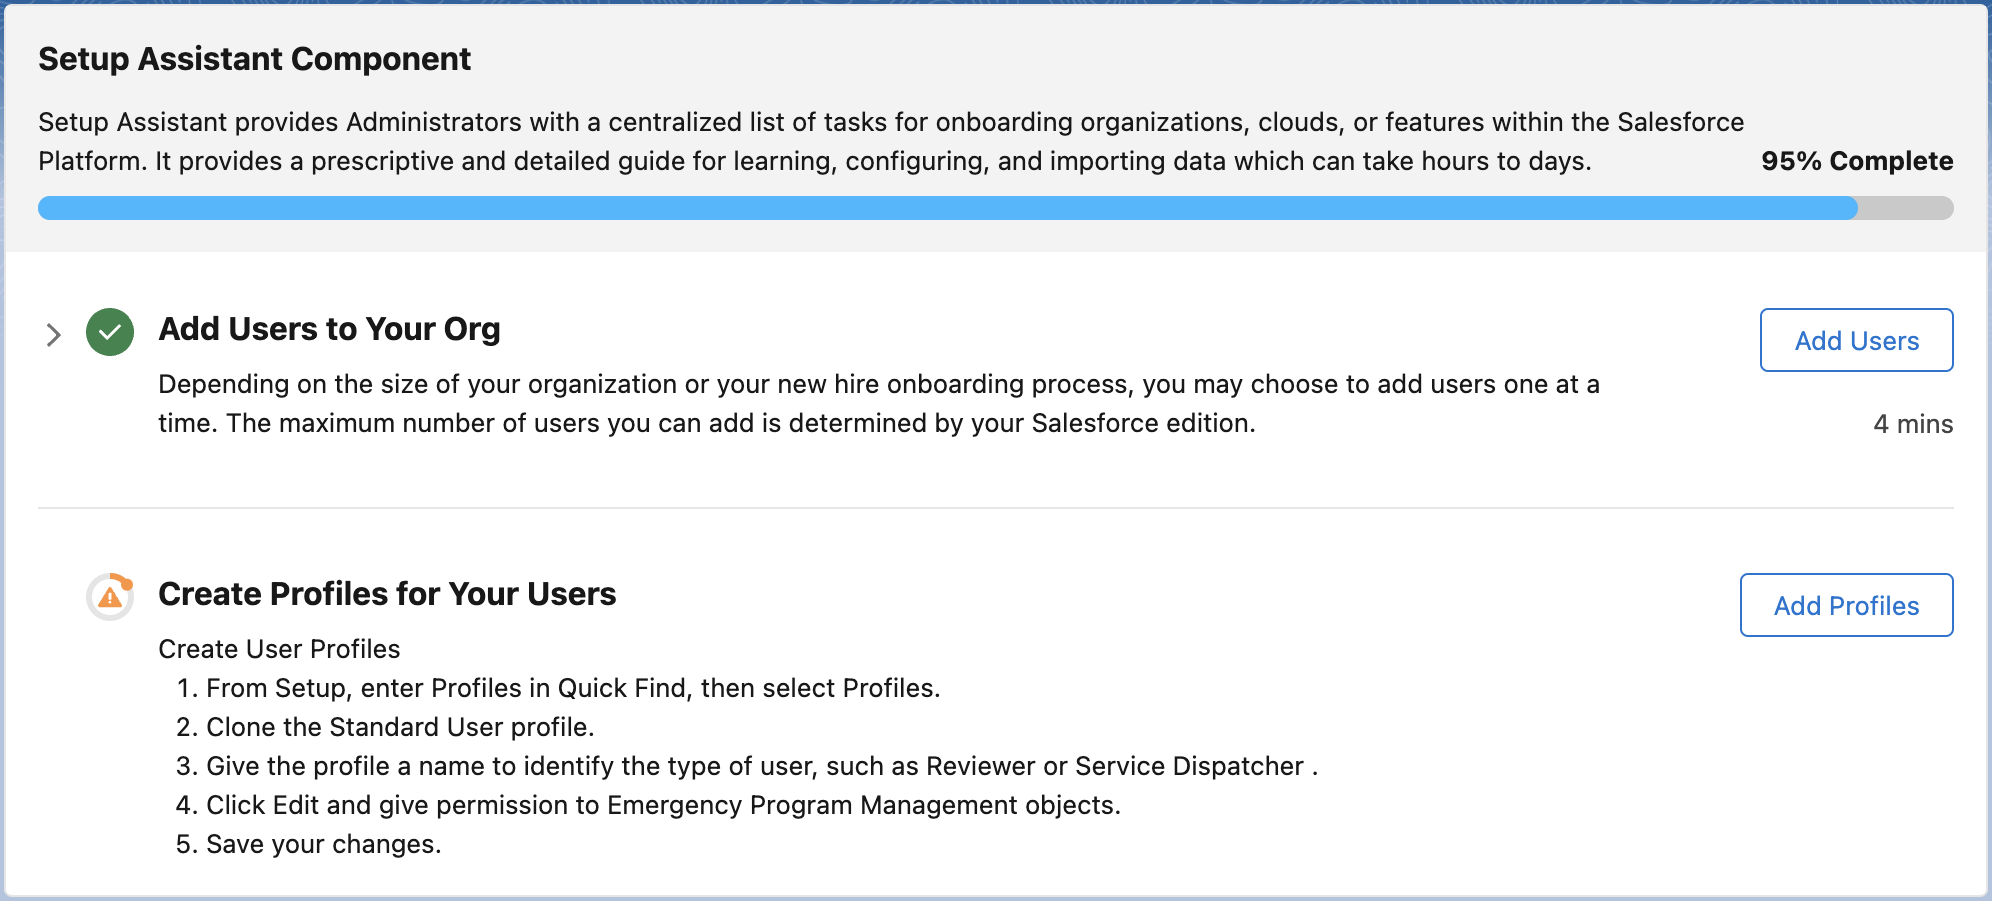 Setup Assistant Component
Setup Assistant provides Administrators with a centralized list of tasks for onboarding organizations, clouds, or features within the Salesforce
Platform. It provides a prescriptive and detailed guide for learning, configuring, and importing data which can take hours to days.
95% Complete
Add Users to Your Org
Add Users
Depending on the size of your organization or your new hire onboarding process, you may choose to add users one at a
time. The maximum number of users you can add is determined by your Salesforce edition.
4 mins
Create Profiles for Your Users
Add Profiles
Create User Profiles
1. From Setup, enter Profiles in Quick Find, then select Profiles.
2. Clone the Standard User profile.
3. Give the profile a name to identify the type of user, such as Reviewer or Service Dispatcher .
4. Click Edit and give permission to Emergency Program Management objects.
5. Save your changes.